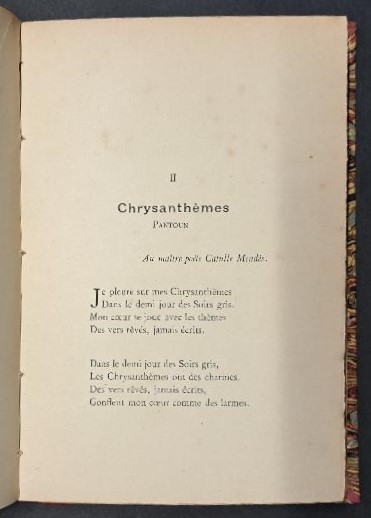 II
Chrysanthèmes
PANTOUN
Au maître poète Catulle Mendès.
Je pleure sur mes Chrysanthèmes
Dans le demi jour des Soirs gris.
Mon cœur se joue avec les thèmes
Des vers rêvés, jamais écrits.
Dans le demi jour des Soirs gris,
Les Chrysanthèmes ont des charmes.
Des vers rêvés, jamais écrits,
Gonflent mon cœur comme des larmes.